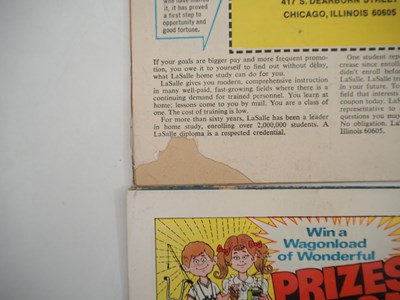 it, it has proved
a first step to
opportunity and
good fortune.
417 S. DEARBORN STREET
CHICAGO, ILLINOIS 60605
If your goals are bigger pay and more frequent promo-
tion, you owe it to yourself to find out without delay,
what LaSalle home study can do for you.
LaSalle gives you modern, comprehensive instruction
in many well-paid, fast-growing fields where there is a
continuing demand for trained personnel. You learn at
home; lessons come to you by mail. You are a class of
one. The cost of training is low.
For more than sixty years, LaSalle has been a leader
in home study, enrolling over 2,000,000 students. A
LaSalle diploma is a respected credential.
One student repor
crease since enrolli
didn't enroll befor
with LaSalle
in your future. To
field that interests
coupon today. LaS
representative to
questions you may
No obligation. LaS
Illinois 60605.
Win a
Wagonload
of Wonderful
PRIZES